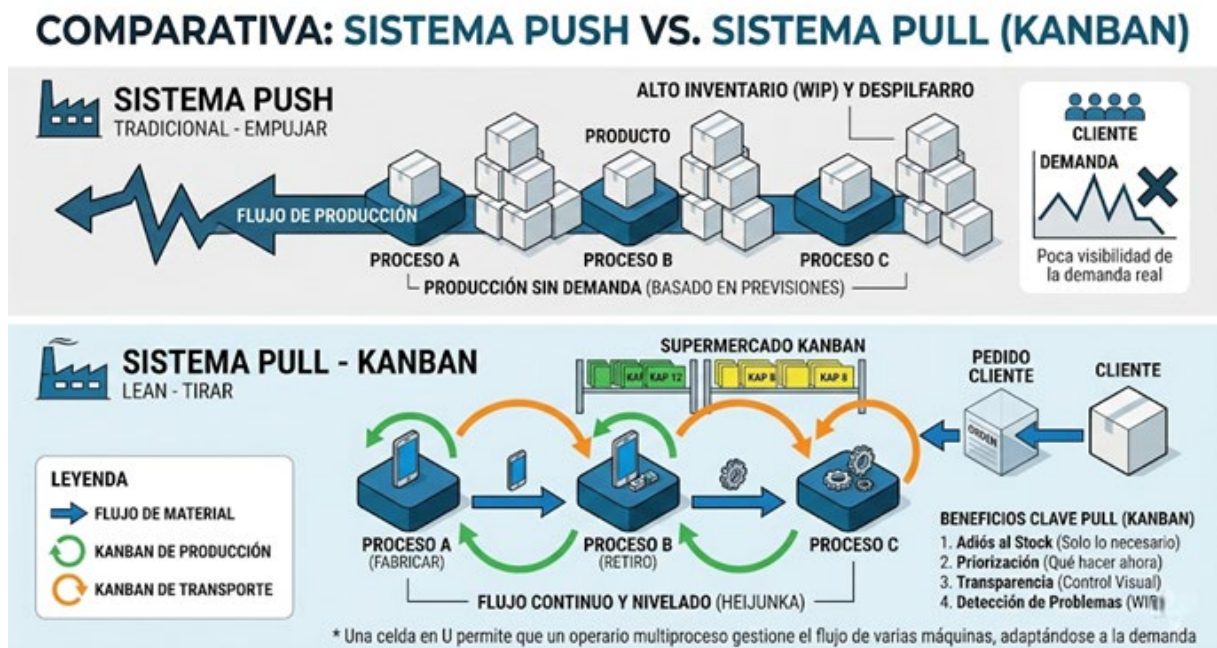 COMPARATIVA: SISTEMA PUSH VS. SISTEMA PULL (KANBAN)
SISTEMA PUSH
TRADICIONAL - EMPUJAR
ALTO INVENTARIO (WIP) Y DESPILFARRO
PRODUCTO
FLUJO DE PRODUCCIÓN
PROCESO A
PROCESO B
PROCESO C
PRODUCCIÓN SIN DEMANDA (BASADO EN PREVISIONES)
CLIENTE
DEMANDA
Poca visibilidad de
la demanda real
SISTEMA PULL - KANBAN
LEAN - TIRAR
SUPERMERCADO KANBAN
KAP 12
KAP 8
KAP 8
PEDIDO
CLIENTE
CLIENTE
ORDEN
LEYENDA
FLUJO DE MATERIAL
KANBAN DE PRODUCCIÓN
KANBAN DE TRANSPORTE
PROCESO A
(FABRICAR)
PROCESO B
(RETIRO)
PROCESO C
FLUJO CONTINUO Y NIVELADO (HEIJUNKA)
BENEFICIOS CLAVE PULL (KANBAN)
1. Adiós al Stock (Solo lo necesario)
2. Priorización (Qué hacer ahora)
3. Transparencia (Control Visual)
4. Detección de Problemas (WIP)
* Una celda en U permite que un operario multiproceso gestione el flujo de varias máquinas, adaptándose a la demanda